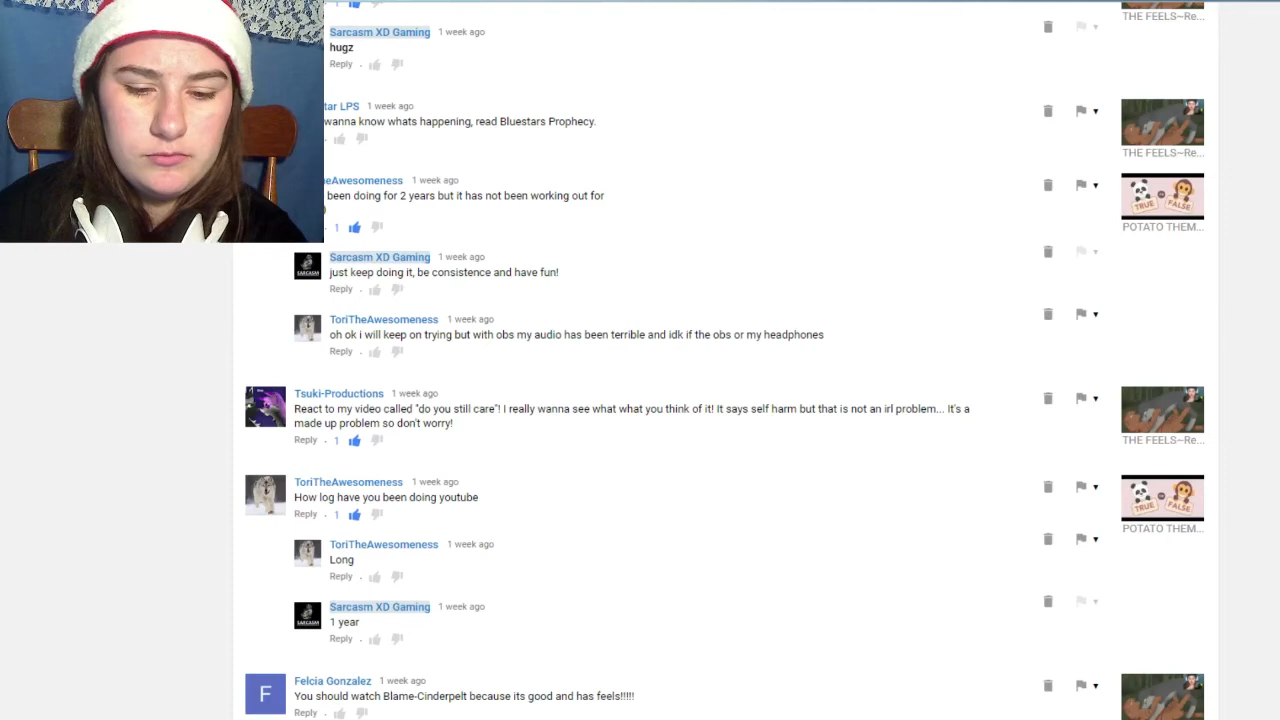 1
THE FEELS~Re...
Sarcasm XD Gaming 1 week ago
hugz
Reply
tar LPS 1 week ago
wanna know whats happening, read Bluestars Prophecy.
THE FEELS~Re...
eAwesomeness 1 week ago
been doing for 2 years but it has not been working out for
)
1
TRUE OR FALSE
POTATO THEM...
Sarcasm XD Gaming 1 week ago
just keep doing it, be consistence and have fun!
Reply
SARCASM
ToriTheAwesomeness 1 week ago
oh ok i will keep on trying but with obs my audio has been terrible and idk if the obs or my headphones
Reply
Tsuki-Productions 1 week ago
React to my video called "do you still care"! I really wanna see what what you think of it! It says self harm but that is not an irl problem... It's a
made up problem so don't worry!
Reply 1
THE FEELS~Re...
ToriTheAwesomeness 1 week ago
How log have you been doing youtube
Reply 1
TRUE OR FALSE
POTATO THEM...
ToriTheAwesomeness 1 week ago
Long
Reply
Sarcasm XD Gaming 1 week ago
1 year
Reply
SARCASM
F
Felcia Gonzalez 1 week ago
You should watch Blame-Cinderpelt because its good and has feels!!!!!
Reply